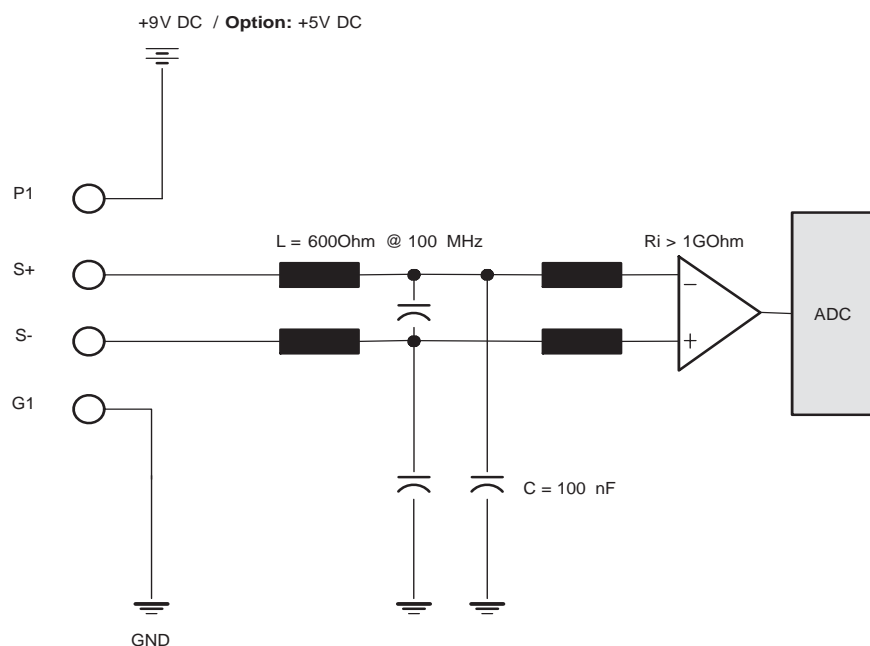 +9V DC / Option: +5V DC
P1
L = 600Ohm @ 100 MHz
Ri > 1GOhm
S+
−
ADC
S-
+
G1
C = 100 nF
GND